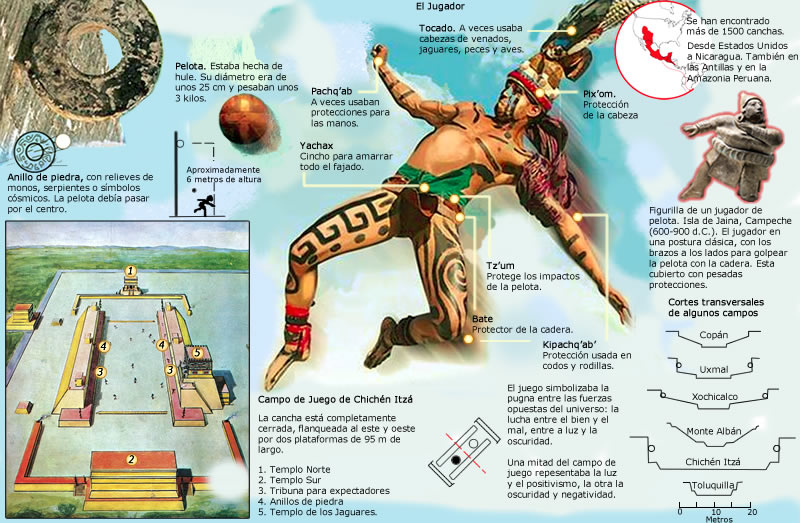 El Jugador
Tocado. A veces usaba
cabezas de venados,
jaguares, peces y aves.
Se han encontrado
más de 1500 canchas.
Desde Estados Unidos
a Nicaragua. También en
las Antillas y en la
Amazonia Peruana.
Pelota. Estaba hecha de
hule. Su diámetro era de
unos 25 cm y pesaban unos
3 kilos.
Pachq'ab
A veces usaban
protecciones para
las manos.
Pix'om.
Protección
de la cabeza
Yachax
Cincho para amarrar
todo el fajado.
Anillo de piedra, con relieves de
monos, serpientes o símbolos
cósmicos. La pelota debía pasar
por el centro.
Aproximadamente
6 metros de altura
Figurilla de un jugador de
pelota. Isla de Jaina, Campeche
(600-900 d.C.). El jugador en
una postura clásica, con los
brazos a los lados para golpear
la pelota con la cadera. Esta
cubierto con pesadas
protecciones.
Tz'um
Protege los impactos
de la pelota.
Bate
Protector de la cadera.
Kipachq'ab'
Protección usada en
codos y rodillas.
1
4
4
5
3
3
2
Campo de Juego de Chichén Itzá
La cancha está completamente
cerrada, flanqueada al este y oeste
por dos plataformas de 95 m de
largo.
1. Templo Norte
2. Templo Sur
3. Tribuna para expectadores
4. Anillos de piedra
5. Templo de los Jaguares.
El juego simbolizaba la
pugna entre las fuerzas
opuestas del universo: la
lucha entre el bien y el
mal, entre a luz y la
oscuridad.
Una mitad del campo de
juego repesentaba la luz
y el positivismo, la otra la
oscuridad y negatividad.
Cortes transversales
de algunos campos
Copán
Uxmal
Xochicalco
Monte Albán
Chichén Itzá
Toluquilla
0 10 20
Metros